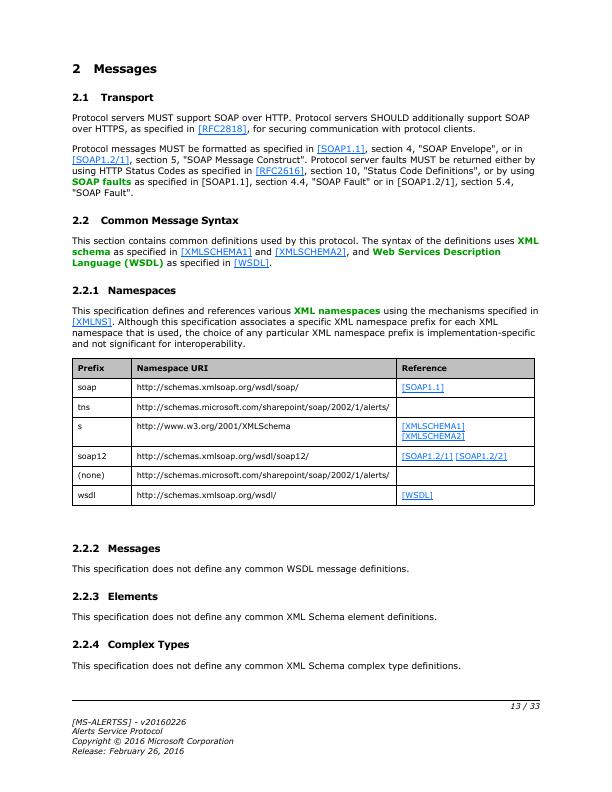 2 Messages
2.1 Transport
Protocol servers MUST support SOAP over HTTP. Protocol servers SHOULD additionally support SOAP
over HTTPS, as specified in [RFC2818], for securing communication with protocol clients.
Protocol messages MUST be formatted as specified in [SOAP1.1], section 4, "SOAP Envelope", or in
[SOAP1.2/1], section 5, "SOAP Message Construct". Protocol server faults MUST be returned either by
using HTTP Status Codes as specified in [RFC2616], section 10, "Status Code Definitions", or by using
SOAP faults as specified in [SOAP1.1], section 4.4, "SOAP Fault" or in [SOAP1.2/1], section 5.4,
"SOAP Fault".
2.2 Common Message Syntax
This section contains common definitions used by this protocol. The syntax of the definitions uses XML
schema as specified in [XMLSCHEMA1] and [XMLSCHEMA2], and Web Services Description
Language (WSDL) as specified in [WSDL].
2.2.1 Namespaces
This specification defines and references various XML namespaces using the mechanisms specified in
[XMLNS]. Although this specification associates a specific XML namespace prefix for each XML
namespace that is used, the choice of any particular XML namespace prefix is implementation-specific
and not significant for interoperability.
Prefix Namespace URI Reference
soap http://schemas.xmlsoap.org/wsdl/soap/ [SOAP1.1]
tns http://schemas.microsoft.com/sharepoint/soap/2002/1/alerts/
s http://www.w3.org/2001/XMLSchema [XMLSCHEMA1]
[XMLSCHEMA2]
soap12 http://schemas.xmlsoap.org/wsdl/soap12/ [SOAP1.2/1] [SOAP1.2/2]
(none) http://schemas.microsoft.com/sharepoint/soap/2002/1/alerts/
wsdl http://schemas.xmlsoap.org/wsdl/ [WSDL]
2.2.2 Messages
This specification does not define any common WSDL message definitions.
2.2.3 Elements
This specification does not define any common XML Schema element definitions.
2.2.4 Complex Types
This specification does not define any common XML Schema complex type definitions.
13 / 33
[MS-ALERTSS] - v20160226
Alerts Service Protocol
Copyright © 2016 Microsoft Corporation
Release: February 26, 2016